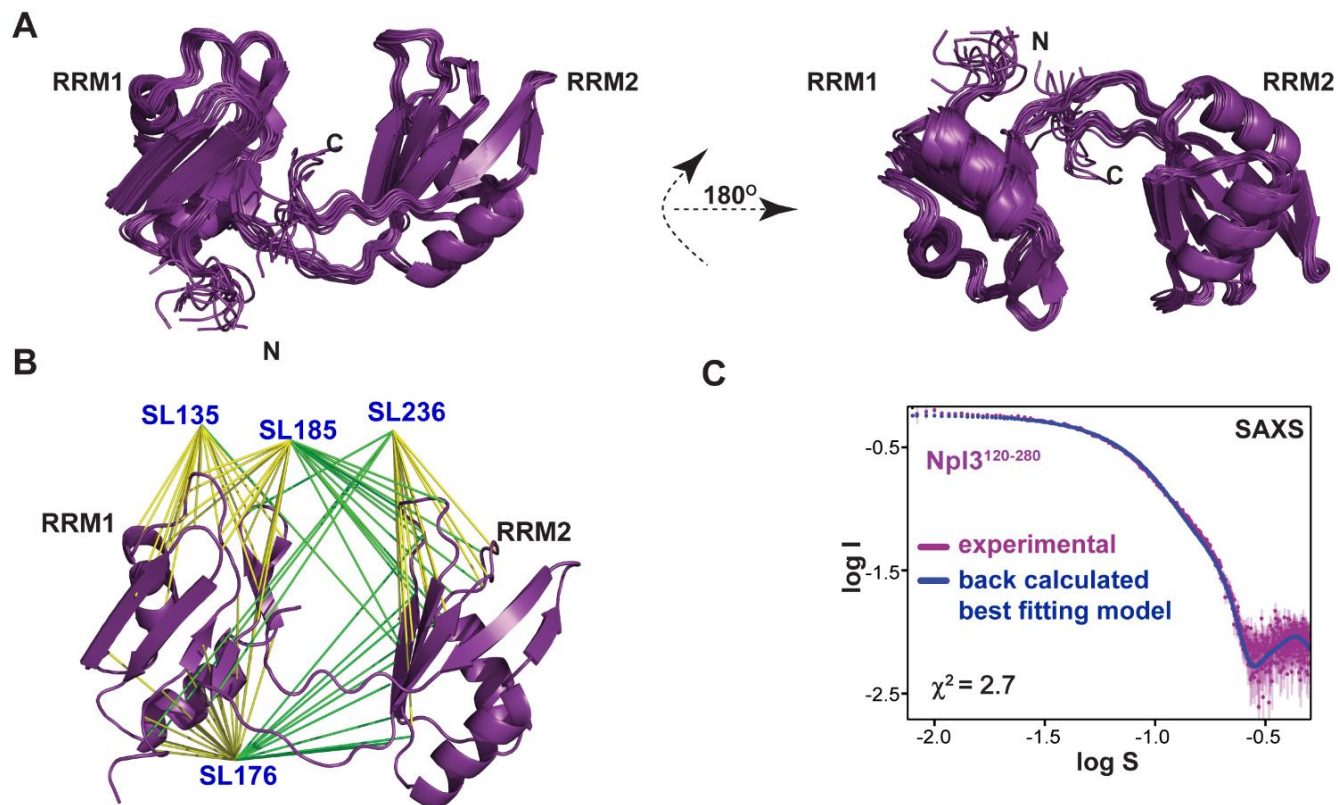 A
RRM1
RRM2
C
N
180°
RRM1
N
RRM2
C
B
SL135
SL185
SL236
RRM1
RRM2
SL176
C
SAXS
Npl3¹²⁰⁻²⁸⁰
experimental
back calculated
best fitting model
χ² = 2.7
log I
-0.5
-1.5
-2.5
-2.0 -1.5 -1.0 -0.5
log S